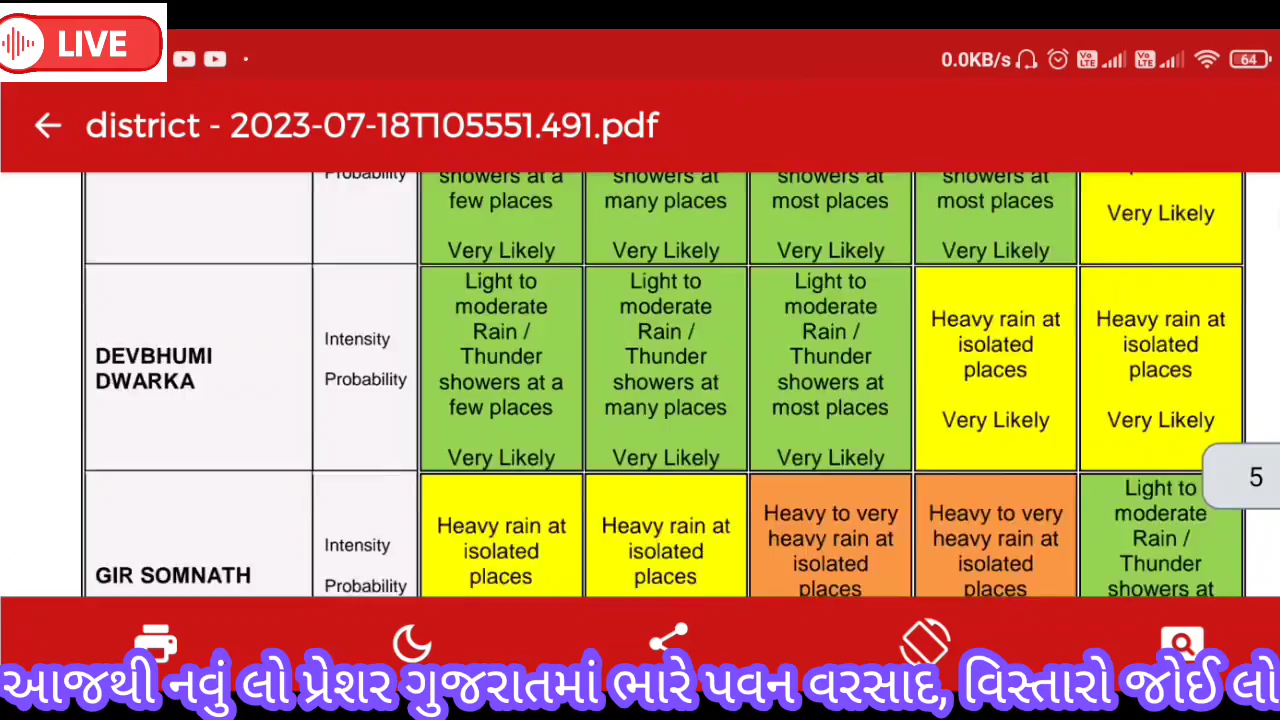 LIVE
0.0KB/s
Vo LTE
Vo LTE
64
district - 2023-07-18T105551.491.pdf
Probability
showers at a
few places
Very Likely
showers at
many places
Very Likely
showers at
most places
Very Likely
showers at
most places
Very Likely
Very Likely
DEVBHUMI
DWARKA
Intensity
Probability
Light to
moderate
Rain /
Thunder
showers at a
few places
Very Likely
Light to
moderate
Rain /
Thunder
showers at
many places
Very Likely
Light to
moderate
Rain /
Thunder
showers at
most places
Very Likely
Heavy rain at
isolated
places
Very Likely
Heavy rain at
isolated
places
Very Likely
5
GIR SOMNATH
Intensity
Probability
Heavy rain at
isolated
places
Heavy rain at
isolated
places
Heavy to very
heavy rain at
isolated
places
Heavy to very
heavy rain at
isolated
places
Light to
moderate
Rain /
Thunder
showers at
આજથી નવું લો પ્રેશર ગુજરાતમાં ભારે પવન વરસાદ, વિસ્તારો જોઈ લો